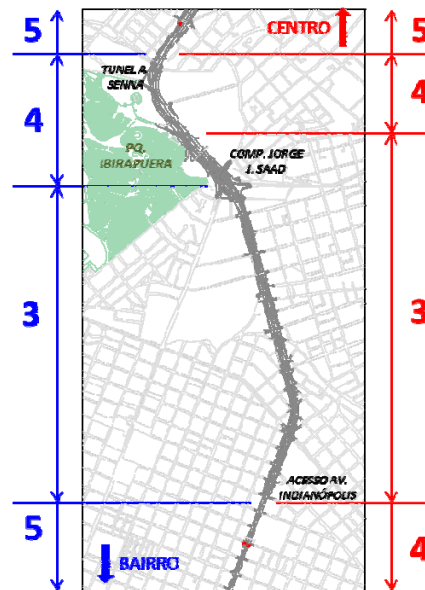 5
CENTRO
5
TUNEL A.
SENNA
4
4
PQ.
IBIRAPUERA
COMP. JORGE
J. SAAD
3
3
ACESSO AV.
INDIANÓPOLIS
5
4
BAIRRO